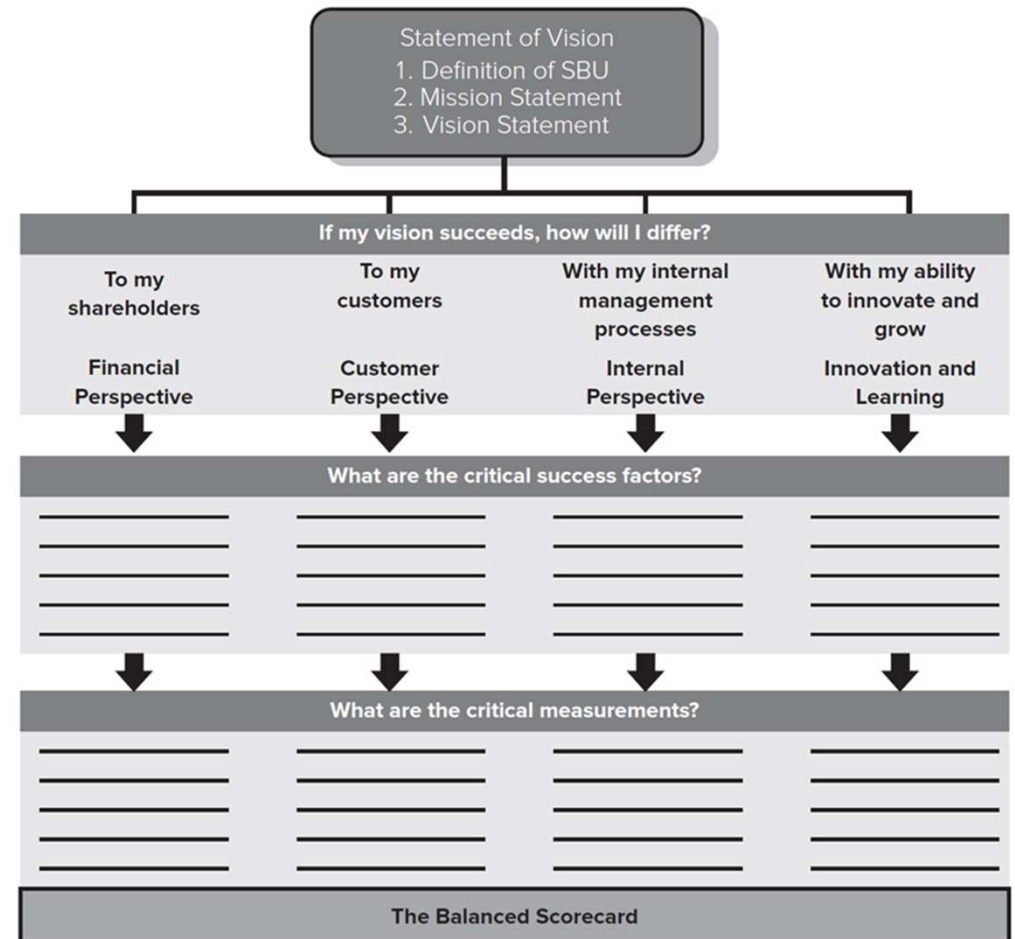 Statement of Vision
1. Definition of SBU
2. Mission Statement
3. Vision Statement
If my vision succeeds, how will I differ?
To my
shareholders
Financial
Perspective
To my
customers
Customer
Perspective
With my internal
management
processes
Internal
Perspective
With my ability
to innovate and
grow
Innovation and
Learning
What are the critical success factors?
What are the critical measurements?
The Balanced Scorecard